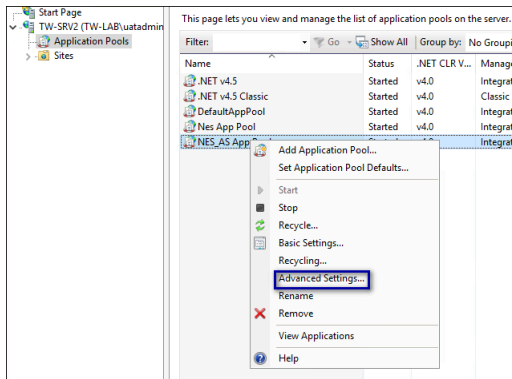 Start Page
TW-SRV2 (TW-LAB\uatadmin
Application Pools
Sites
This page lets you view and manage the list of application pools on the server.
Filter: Go Show All Group by: No Groupi
Name Status .NET CLR V... Manag
.NET v4.5 Started v4.0 Integrat
.NET v4.5 Classic Started v4.0 Classic
DefaultAppPool Started v4.0 Integrat
Nes App Pool Started v4.0 Integrat
NES_AS App Integrat
Add Application Pool...
Set Application Pool Defaults...
Start
Stop
Recycle...
Basic Settings...
Recycling...
Advanced Settings...
Rename
Remove
View Applications
Help